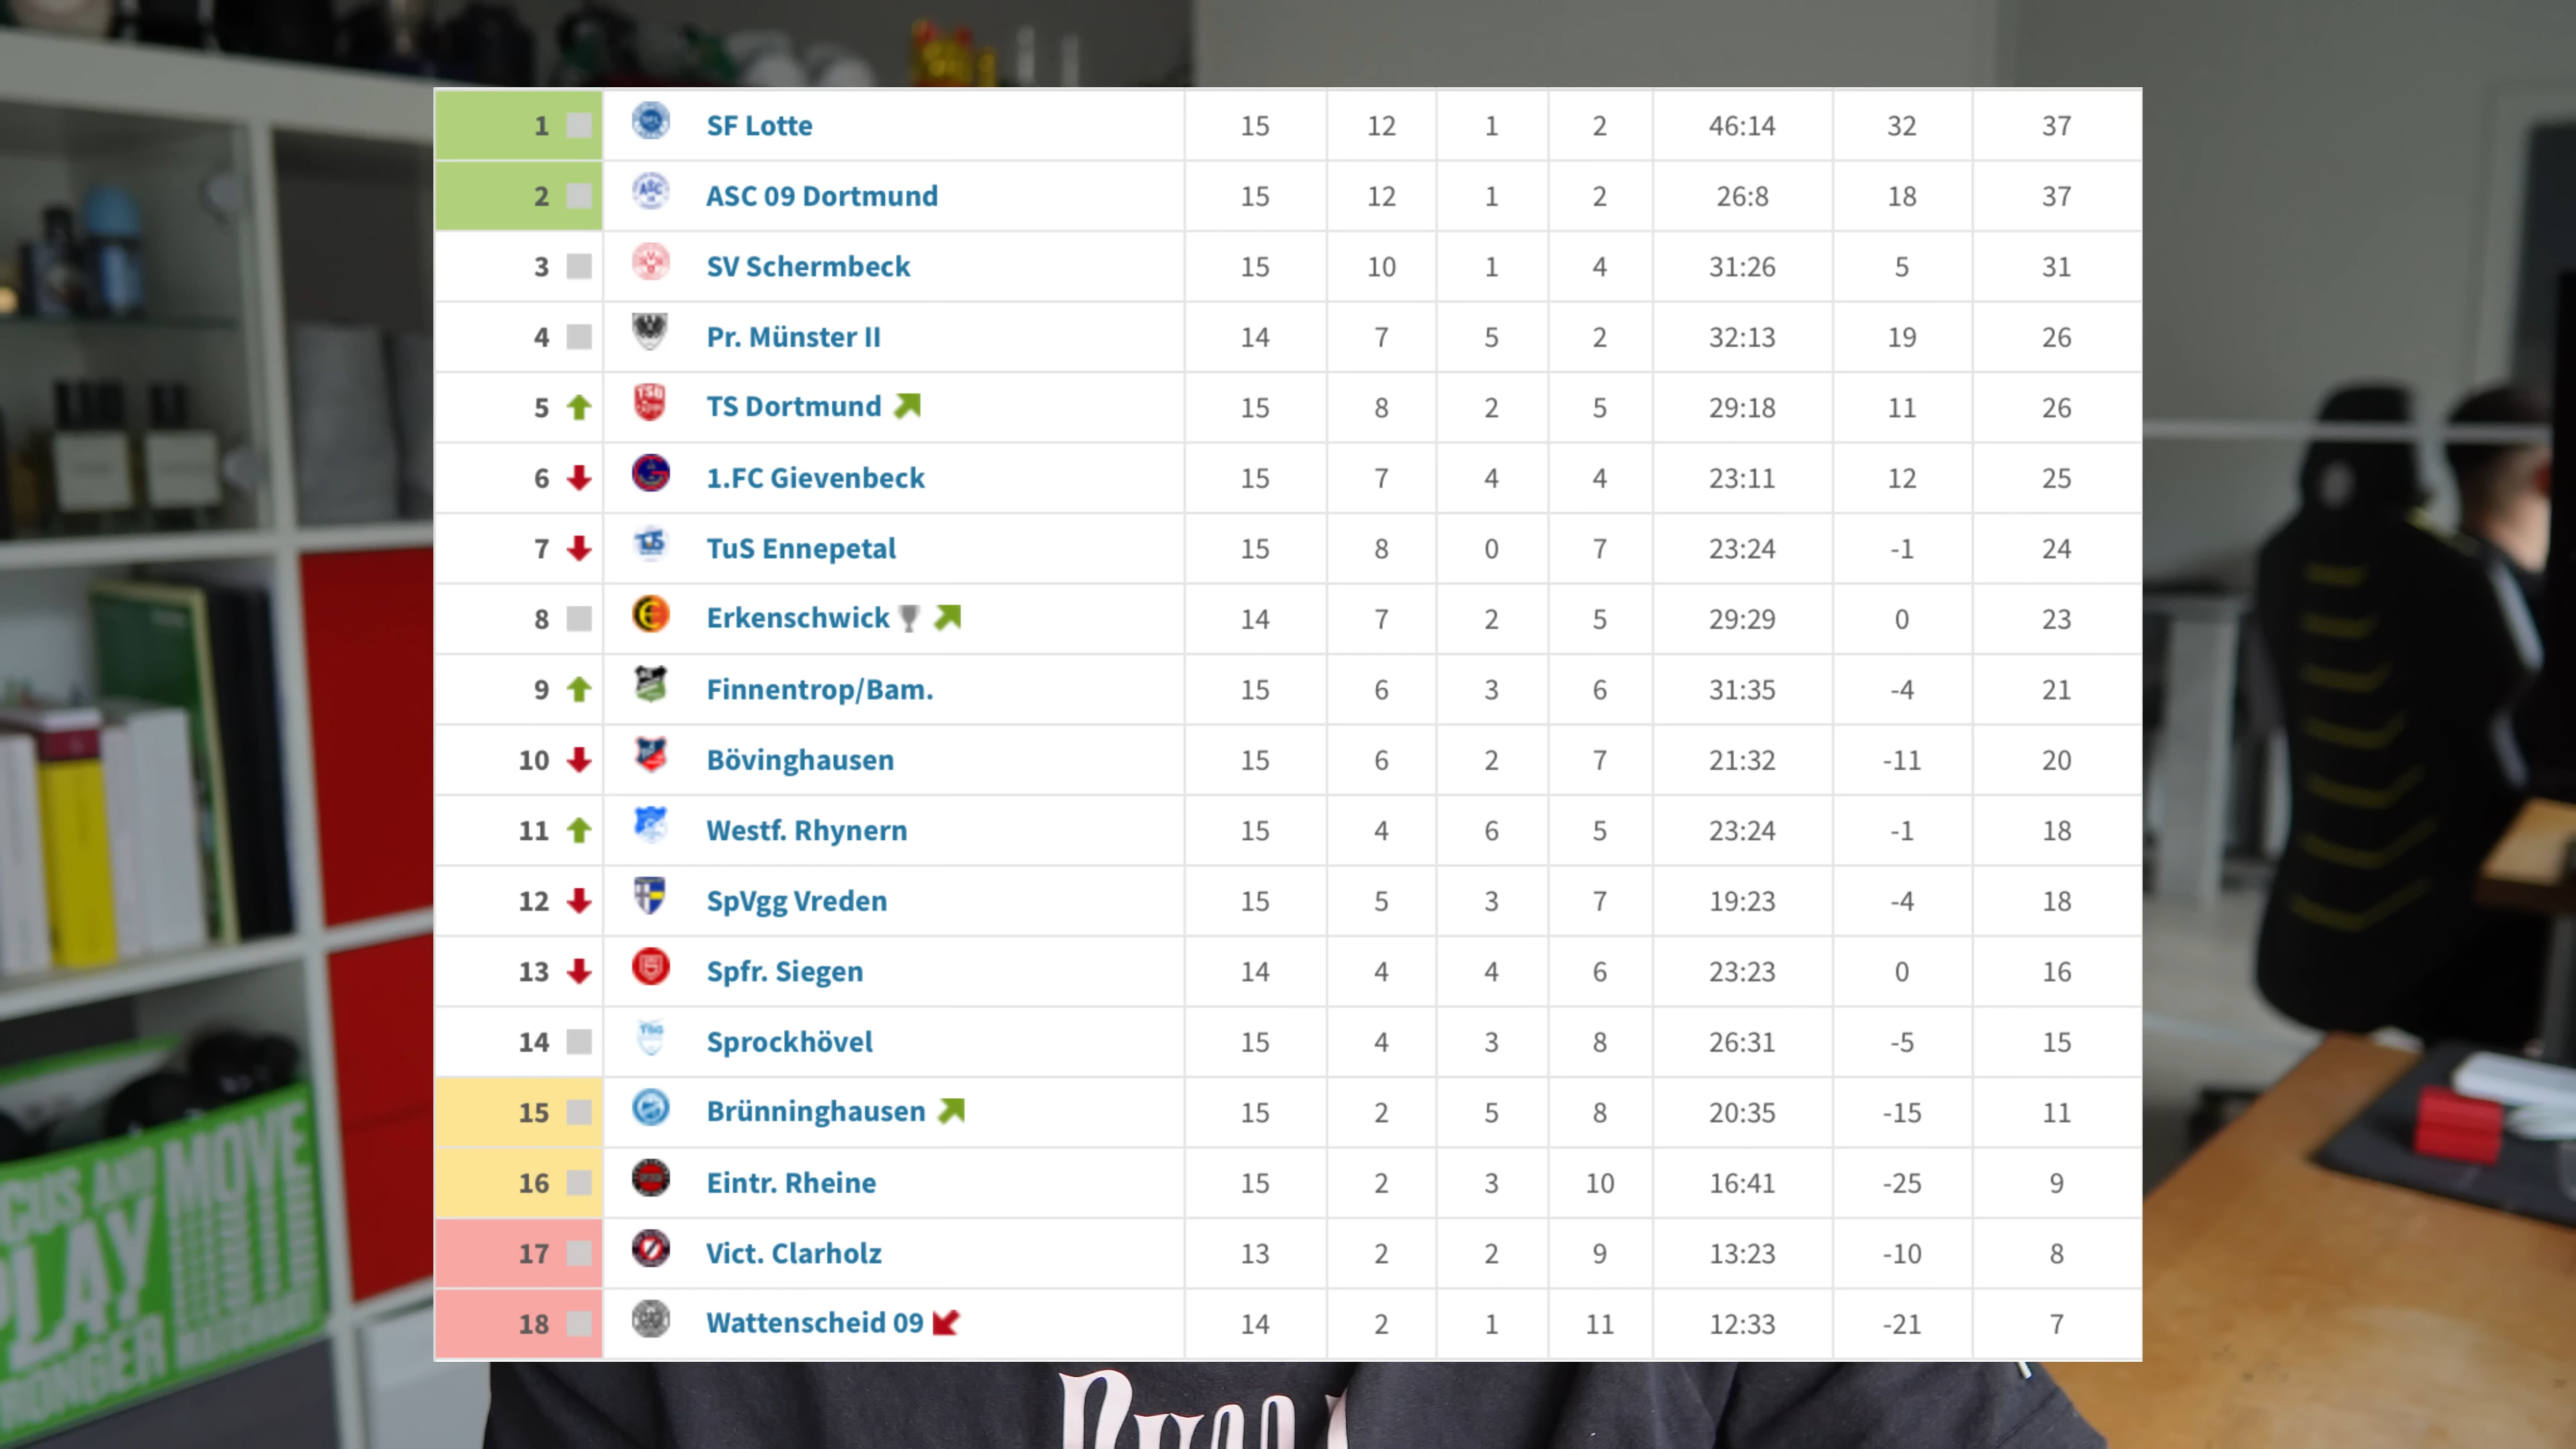 1 SF Lotte 15 12 1 2 46:14 32 37
2 ASC 09 Dortmund 15 12 1 2 26:8 18 37
3 SV Schermbeck 15 10 1 4 31:26 5 31
4 Pr. Münster II 14 7 5 2 32:13 19 26
5 TS Dortmund 15 8 2 5 29:18 11 26
6 1.FC Gievenbeck 15 7 4 4 23:11 12 25
7 TuS Ennepetal 15 8 0 7 23:24 -1 24
8 Erkenschwick 14 7 2 5 29:29 0 23
9 Finnentrop/Bam. 15 6 3 6 31:35 -4 21
10 Bövinghausen 15 6 2 7 21:32 -11 20
11 Westf. Rhynern 15 4 6 5 23:24 -1 18
12 SpVgg Vreden 15 5 3 7 19:23 -4 18
13 Spfr. Siegen 14 4 4 6 23:23 0 16
14 Sprockhövel 15 4 3 8 26:31 -5 15
15 Brünninghausen 15 2 5 8 20:35 -15 11
16 Eintr. Rheine 15 2 3 10 16:41 -25 9
17 Vict. Clarholz 13 2 2 9 13:23 -10 8
18 Wattenscheid 09 14 2 1 11 12:33 -21 7
AND MOVE
PLAY